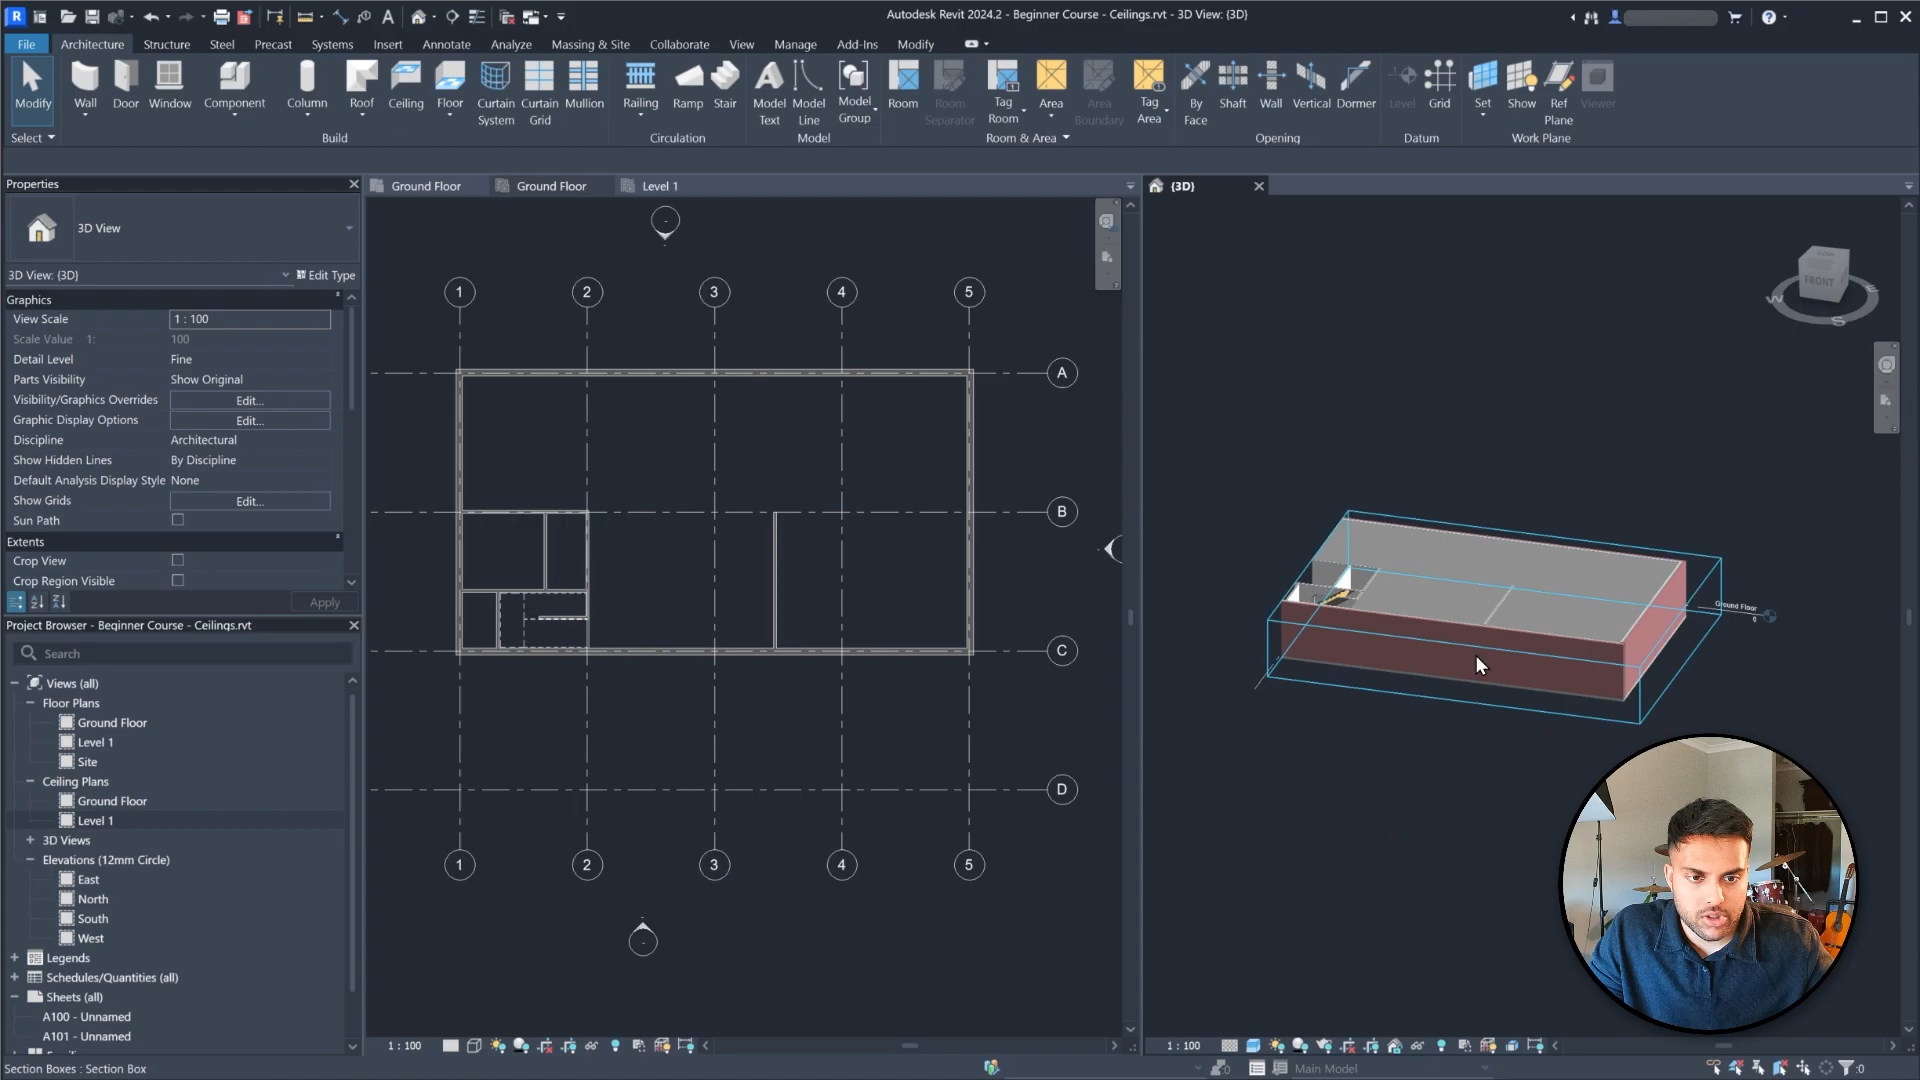 Autodesk Revit 2024.2 - Beginner Course - Ceilings.rvt - 3D View: {3D}
File Architecture Structure Steel Precast Systems Insert Annotate Analyze Massing & Site Collaborate View Manage Add-Ins Modify
Modify Wall Door Window Component Column Roof Ceiling Floor Curtain System Curtain Grid Mullion Railing Ramp Stair Model Text Model Line Model Group Room Room Separator Tag Room Area Area Boundary Tag Area By Face Shaft Wall Vertical Dormer Level Grid Set Show Ref Plane Viewer
Select Build Circulation Model Room & Area Opening Datum Work Plane
Properties
3D View
3D View: {3D} Edit Type
Graphics
View Scale 1 : 100
Scale Value 1: 100
Detail Level Fine
Parts Visibility Show Original
Visibility/Graphics Overrides Edit...
Graphic Display Options Edit...
Discipline Architectural
Show Hidden Lines By Discipline
Default Analysis Display Style None
Show Grids Edit...
Sun Path
Extents
Crop View
Crop Region Visible
Apply
Project Browser - Beginner Course - Ceilings.rvt
Search
Views (all)
Floor Plans
Ground Floor
Level 1
Site
Ceiling Plans
Ground Floor
Level 1
3D Views
Elevations (12mm Circle)
East
North
South
West
Legends
Schedules/Quantities (all)
Sheets (all)
A100 - Unnamed
A101 - Unnamed
Ground Floor Ground Floor Level 1
1 2 3 4 5
A
B
C
D
1 2 3 4 5
1 : 100
{3D}
FRONT
W S
Ground Floor
0
1 : 100
Section Boxes : Section Box
Main Model
:0